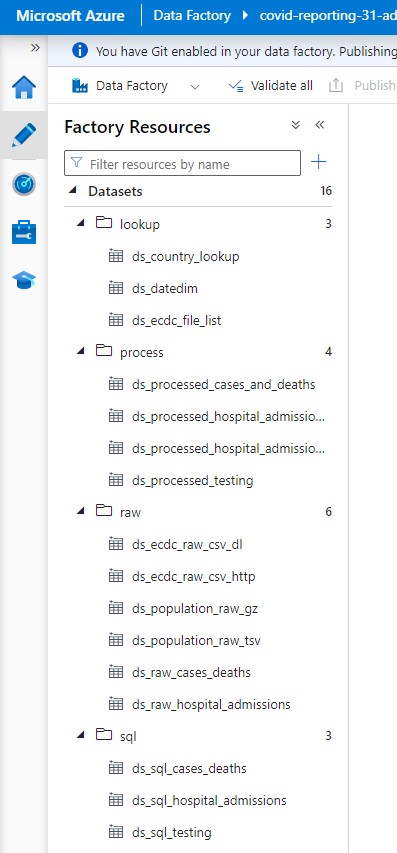 Microsoft Azure Data Factory covid-reporting-31-ad
You have Git enabled in your data factory. Publishing
Data Factory Validate all Publish
Factory Resources
Filter resources by name
Datasets 16
lookup 3
ds_country_lookup
ds_datedim
ds_ecdc_file_list
process 4
ds_processed_cases_and_deaths
ds_processed_hospital_admissio...
ds_processed_hospital_admissio...
ds_processed_testing
raw 6
ds_ecdc_raw_csv_dl
ds_ecdc_raw_csv_http
ds_population_raw_gz
ds_population_raw_tsv
ds_raw_cases_deaths
ds_raw_hospital_admissions
sql 3
ds_sql_cases_deaths
ds_sql_hospital_admissions
ds_sql_testing